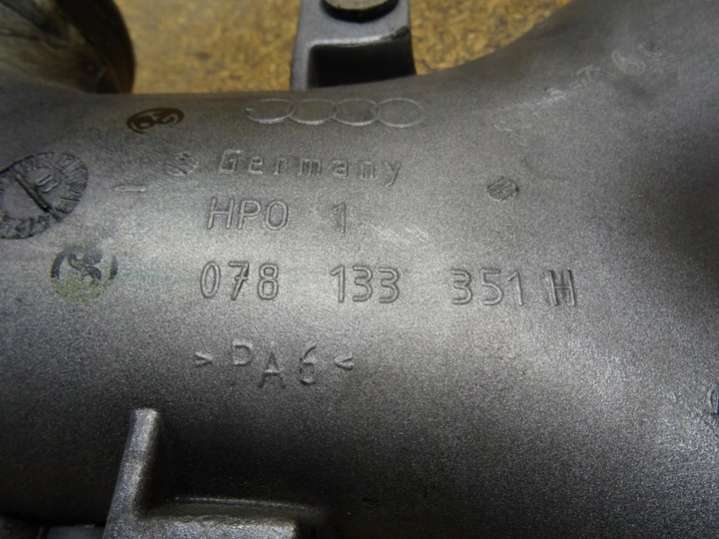 Germany
HPO 1
078 133 351 H
>PA6<